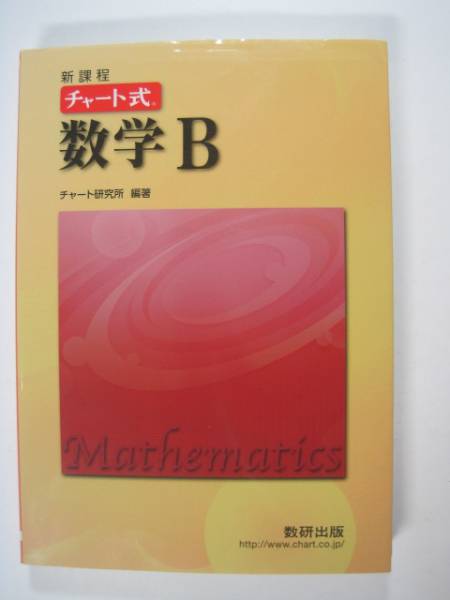 新課程
チャート式®
数学B
チャート研究所 編著
Mathematics
数研出版
http://www.chart.co.jp/